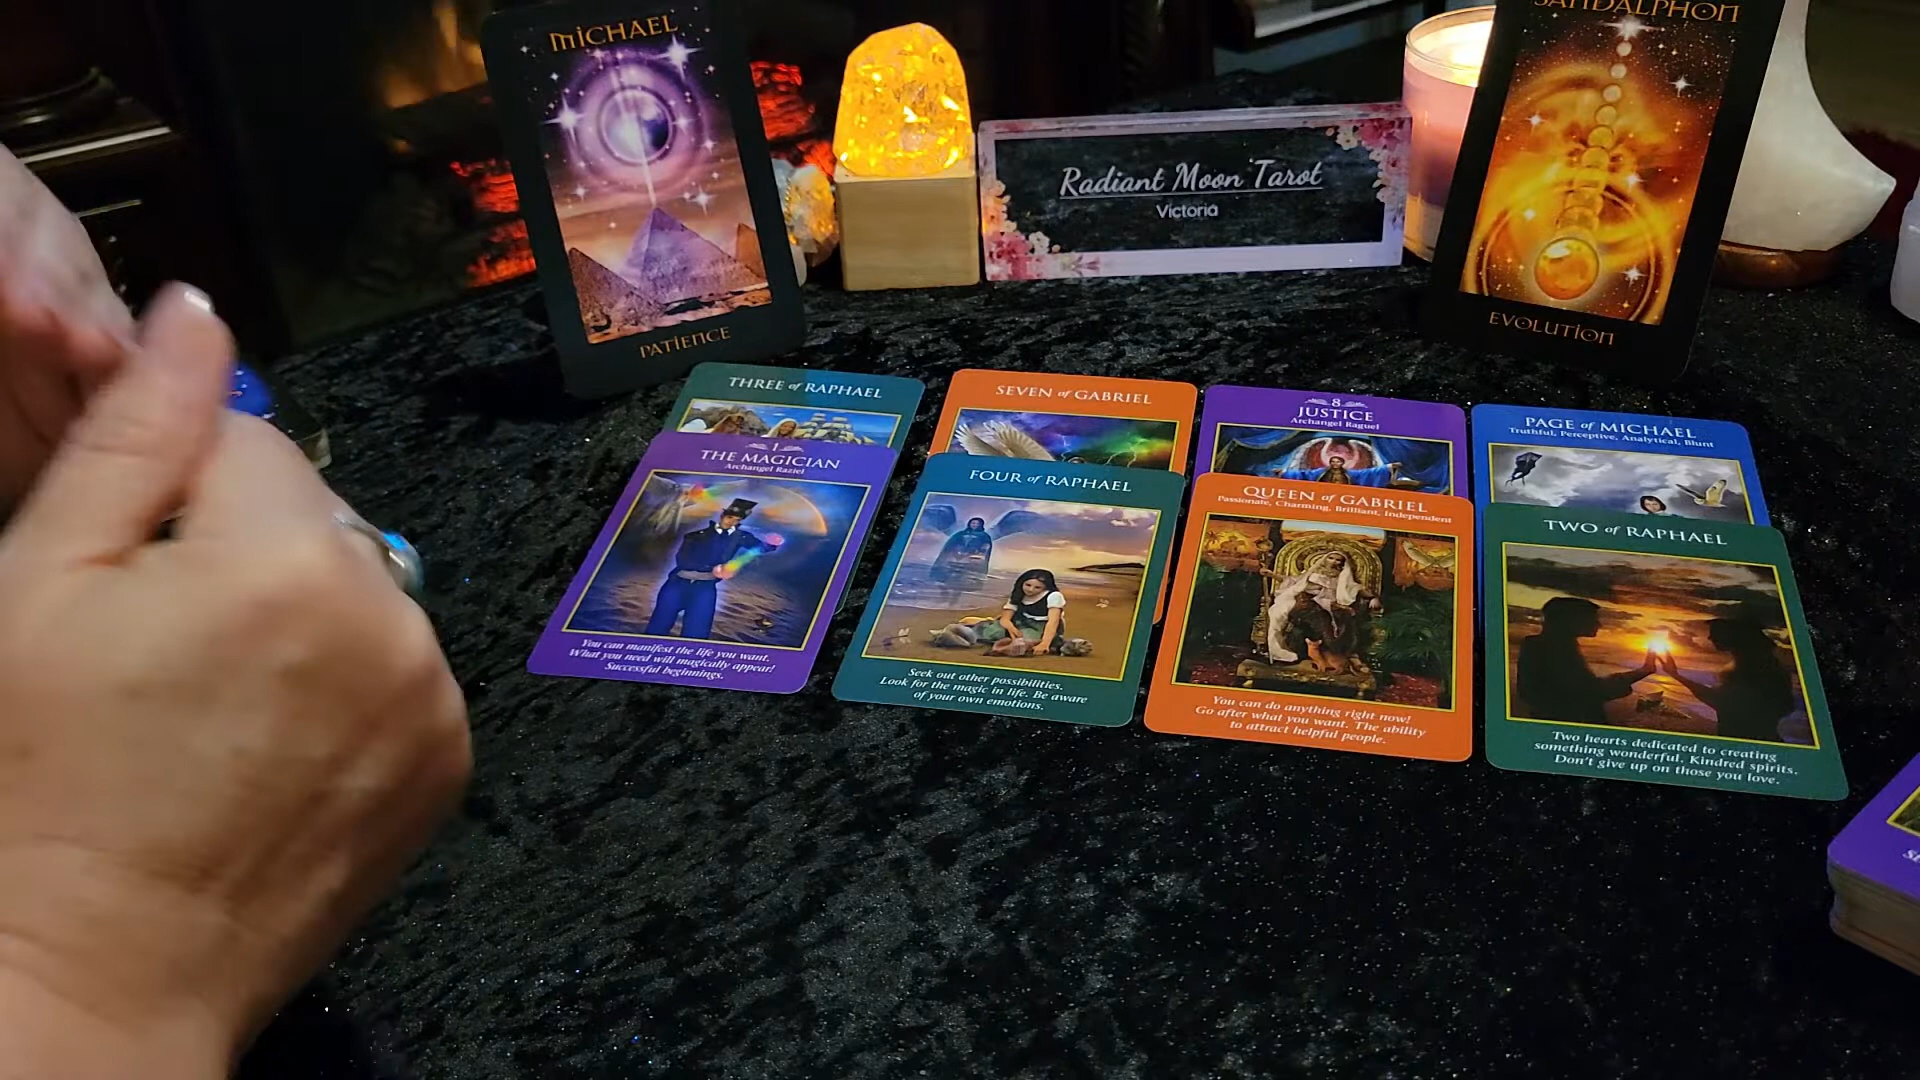 MICHAEL
PATIENCE
Radiant Moon Tarot
Victoria
SANDALPHON
EVOLUTION
THREE of RAPHAEL
SEVEN of GABRIEL
8
JUSTICE
Archangel Raguel
PAGE of MICHAEL
Truthful, Perceptive, Analytical, Blunt
1
THE MAGICIAN
Archangel Raziel
You can manifest the life you want.
What you need will magically appear!
Successful beginnings.
FOUR of RAPHAEL
Seek out other possibilities.
Look for the magic in life. Be aware
of your own emotions.
QUEEN of GABRIEL
Passionate, Charming, Brilliant, Independent
You can do anything right now!
Go after what you want. The ability
to attract helpful people.
TWO of RAPHAEL
Two hearts dedicated to creating
something wonderful. Kindred spirits.
Don't give up on those you love.